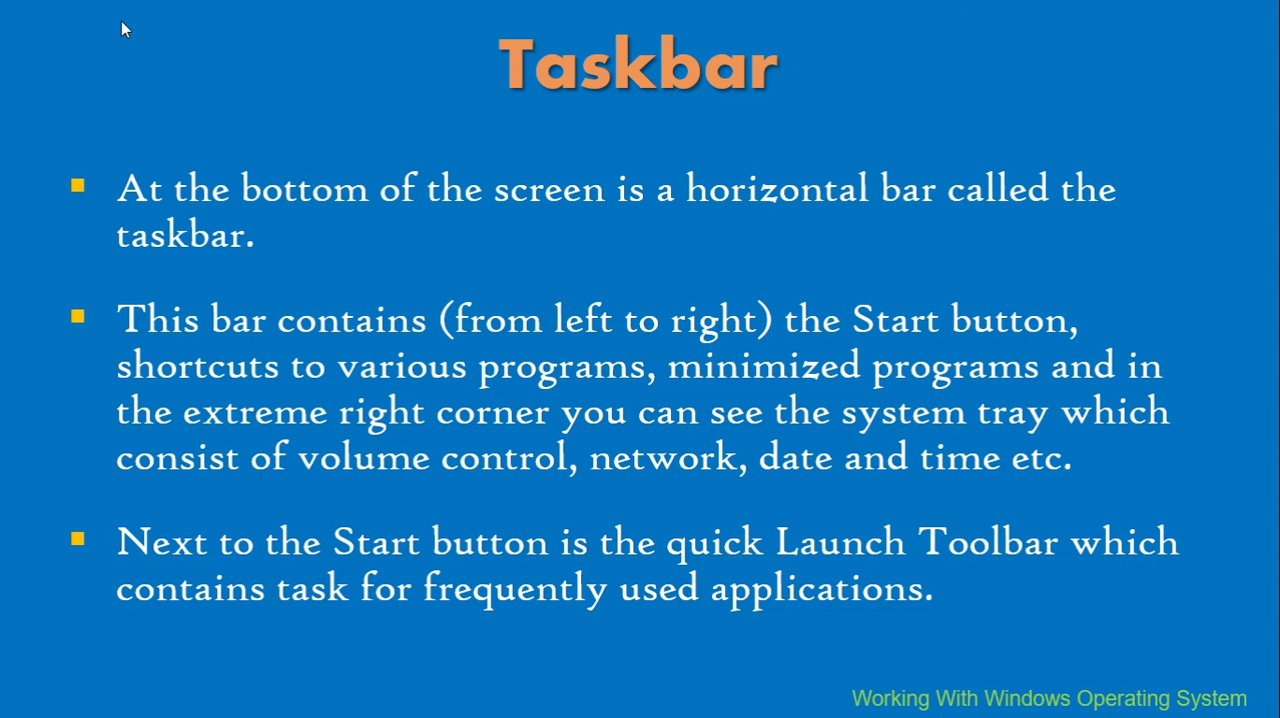 Taskbar
At the bottom of the screen is a horizontal bar called the
taskbar.
This bar contains (from left to right) the Start button,
shortcuts to various programs, minimized programs and in
the extreme right corner you can see the system tray which
consist of volume control, network, date and time etc.
Next to the Start button is the quick Launch Toolbar which
contains task for frequently used applications.
Working With Windows Operating System